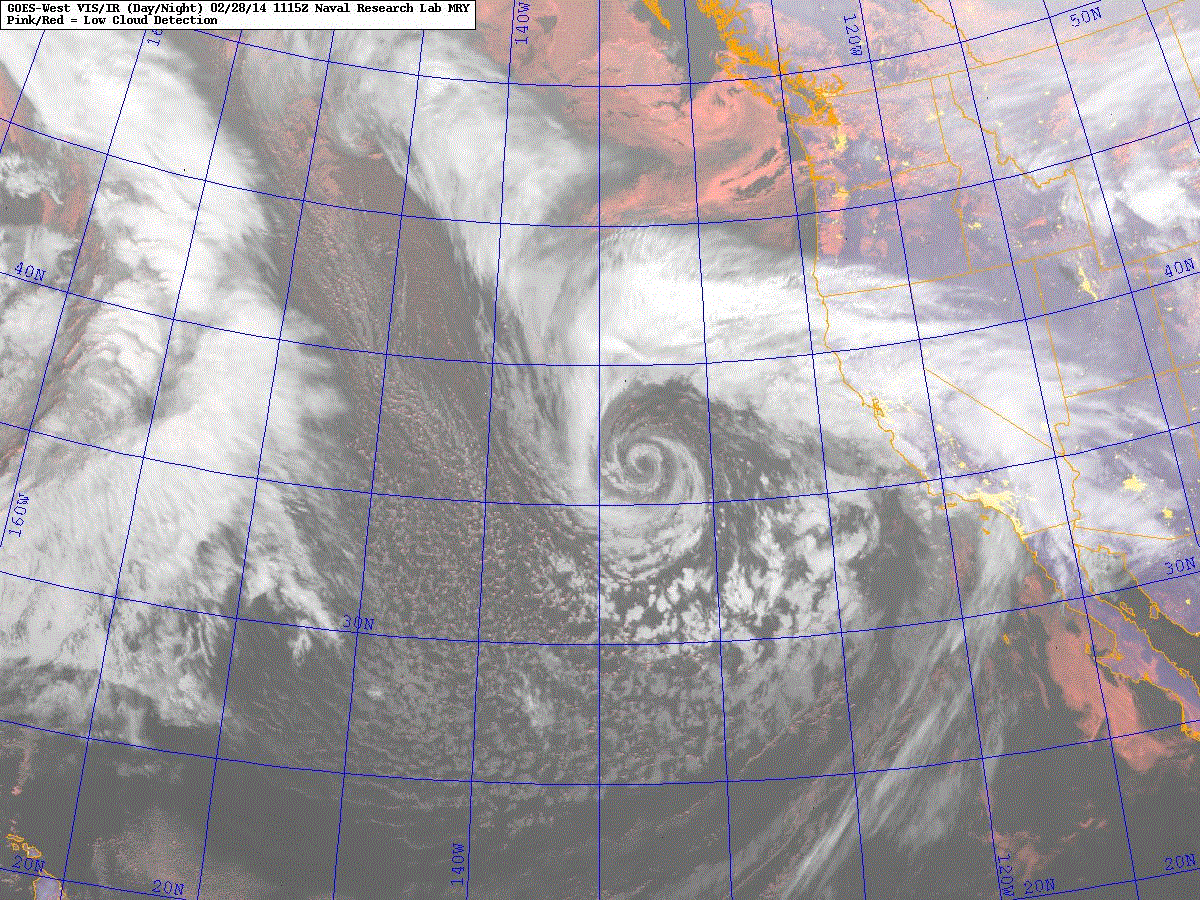 GOES-West VIS/IR (Day/Night) 02/28/14 1115Z Naval Research Lab MRY
Pink/Red = Low Cloud Detection
16
140W
120W
50N
40N
40N
160W
30N
30N
140W
120W
20N
20N
20N
20N